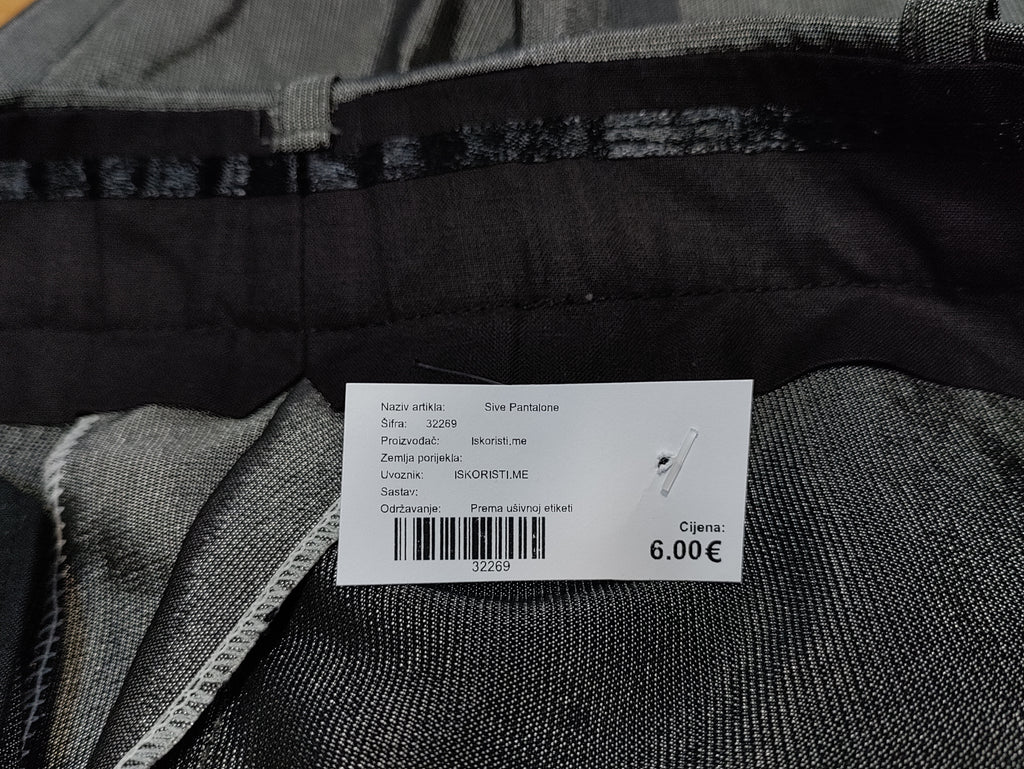 Naziv artikla: Sive Pantalone
Šifra: 32269
Proizvođač: Iskoristi.me
Zemlja porijekla:
Uvoznik: ISKORISTI.ME
Sastav:
Održavanje: Prema ušivnoj etiketi
32269
Cijena:
6.00€